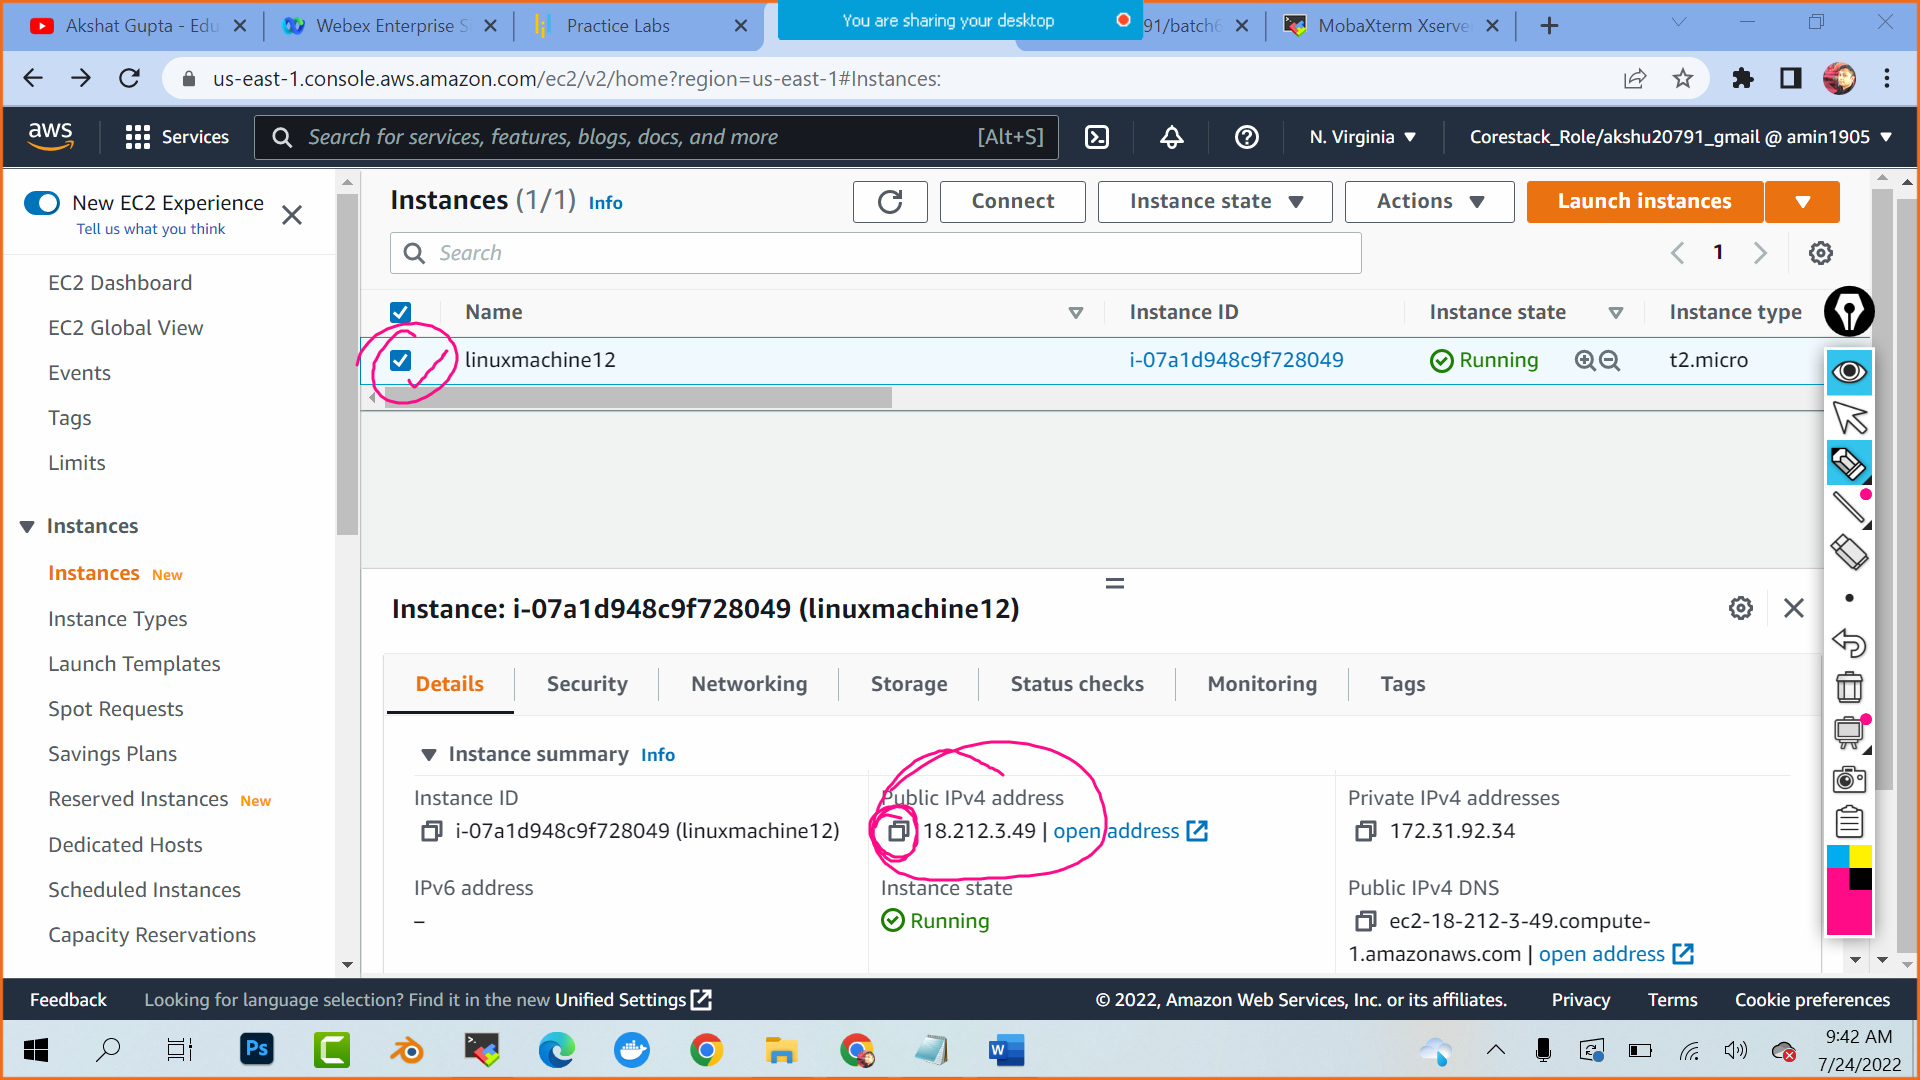 Akshat Gupta - Edu
Webex Enterprise S
Practice Labs
You are sharing your desktop
91/batch6
MobaXterm Xserve
us-east-1.console.aws.amazon.com/ec2/v2/home?region=us-east-1#Instances:
aws
Services
Search for services, features, blogs, docs, and more
[Alt+S]
N. Virginia
Corestack_Role/akshu20791_gmail @ amin1905
New EC2 Experience
Tell us what you think
EC2 Dashboard
EC2 Global View
Events
Tags
Limits
Instances
Instances New
Instance Types
Launch Templates
Spot Requests
Savings Plans
Reserved Instances New
Dedicated Hosts
Scheduled Instances
Capacity Reservations
Instances (1/1) Info
Connect
Instance state
Actions
Launch instances
Search
1
Name
Instance ID
Instance state
Instance type
linuxmachine12
i-07a1d948c9f728049
Running
t2.micro
Instance: i-07a1d948c9f728049 (linuxmachine12)
Details
Security
Networking
Storage
Status checks
Monitoring
Tags
Instance summary Info
Instance ID
i-07a1d948c9f728049 (linuxmachine12)
Public IPv4 address
18.212.3.49 | open address
Private IPv4 addresses
172.31.92.34
IPv6 address
–
Instance state
Running
Public IPv4 DNS
ec2-18-212-3-49.compute-
1.amazonaws.com | open address
Feedback
Looking for language selection? Find it in the new Unified Settings
© 2022, Amazon Web Services, Inc. or its affiliates.
Privacy
Terms
Cookie preferences
Ps
W
9:42 AM
7/24/2022